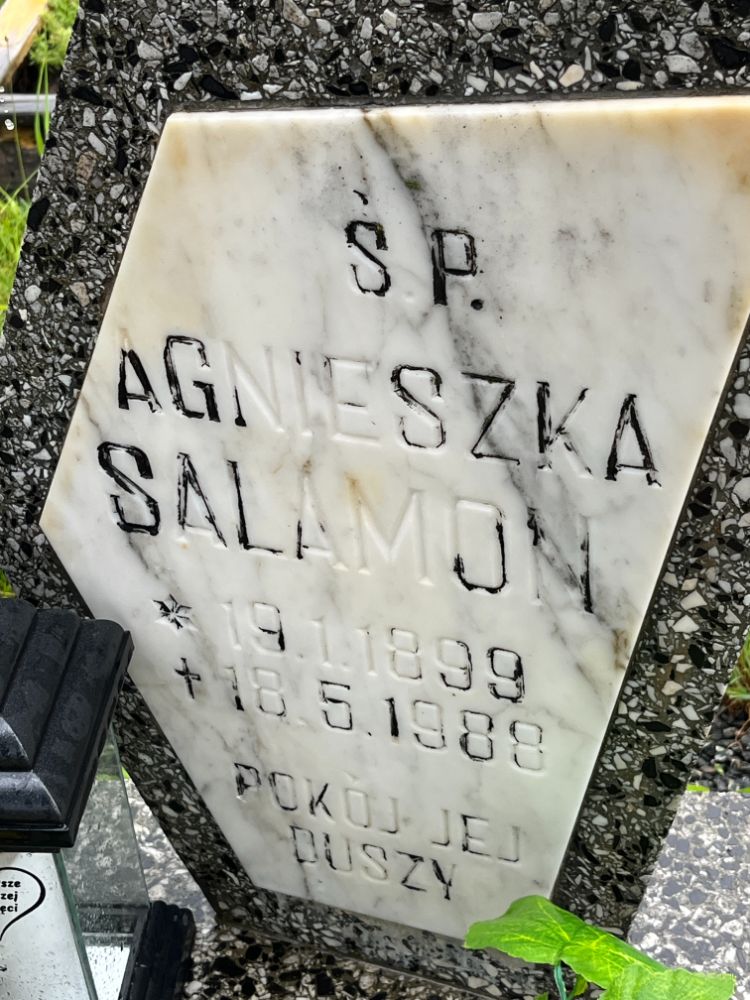 Ś.P.
AGNIESZKA
SALAMON
* 19.1.1899
+ 18.5.1988
POKÓJ JEJ
DUSZY